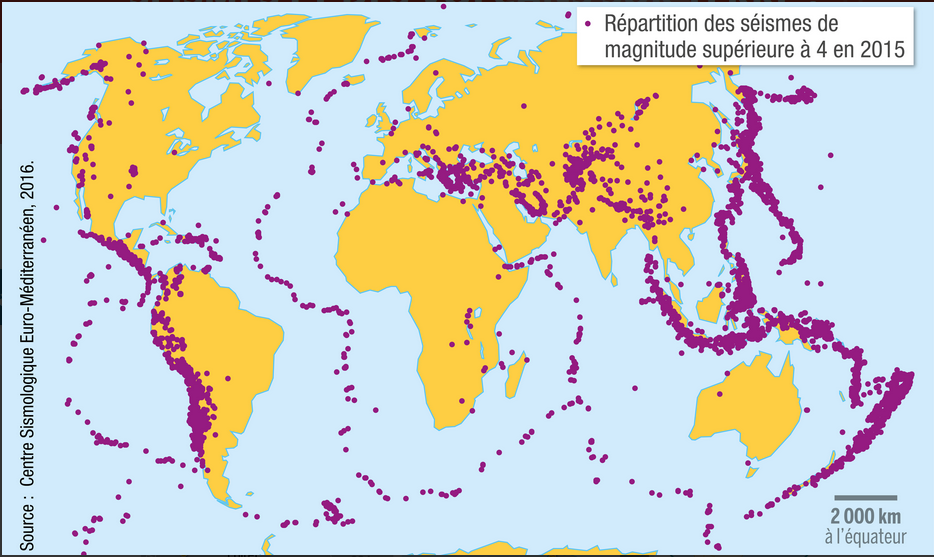 Répartition des séismes de
magnitude supérieure à 4 en 2015
Source : Centre Sismologique Euro-Méditerranéen, 2016.
2 000 km
à l'équateur